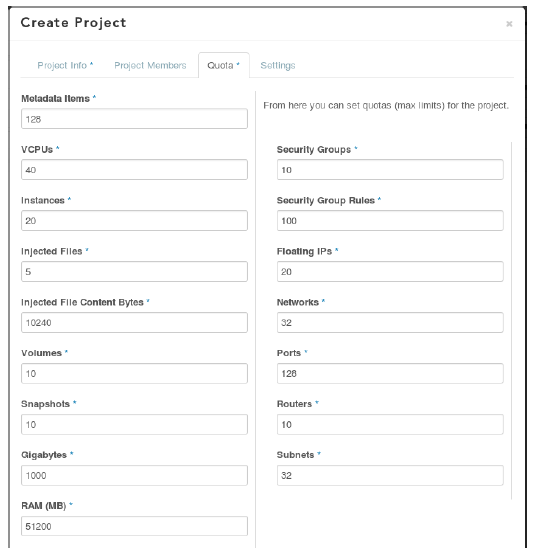 Create Project
×
Project Info *
Project Members
Quota *
Settings
Metadata Items *
128
VCPUs *
40
Instances *
20
Injected Files *
5
Injected File Content Bytes *
10240
Volumes *
10
Snapshots *
10
Gigabytes *
1000
RAM (MB) *
51200
From here you can set quotas (max limits) for the project.
Security Groups *
10
Security Group Rules *
100
Floating IPs *
20
Networks *
32
Ports *
128
Routers *
10
Subnets *
32